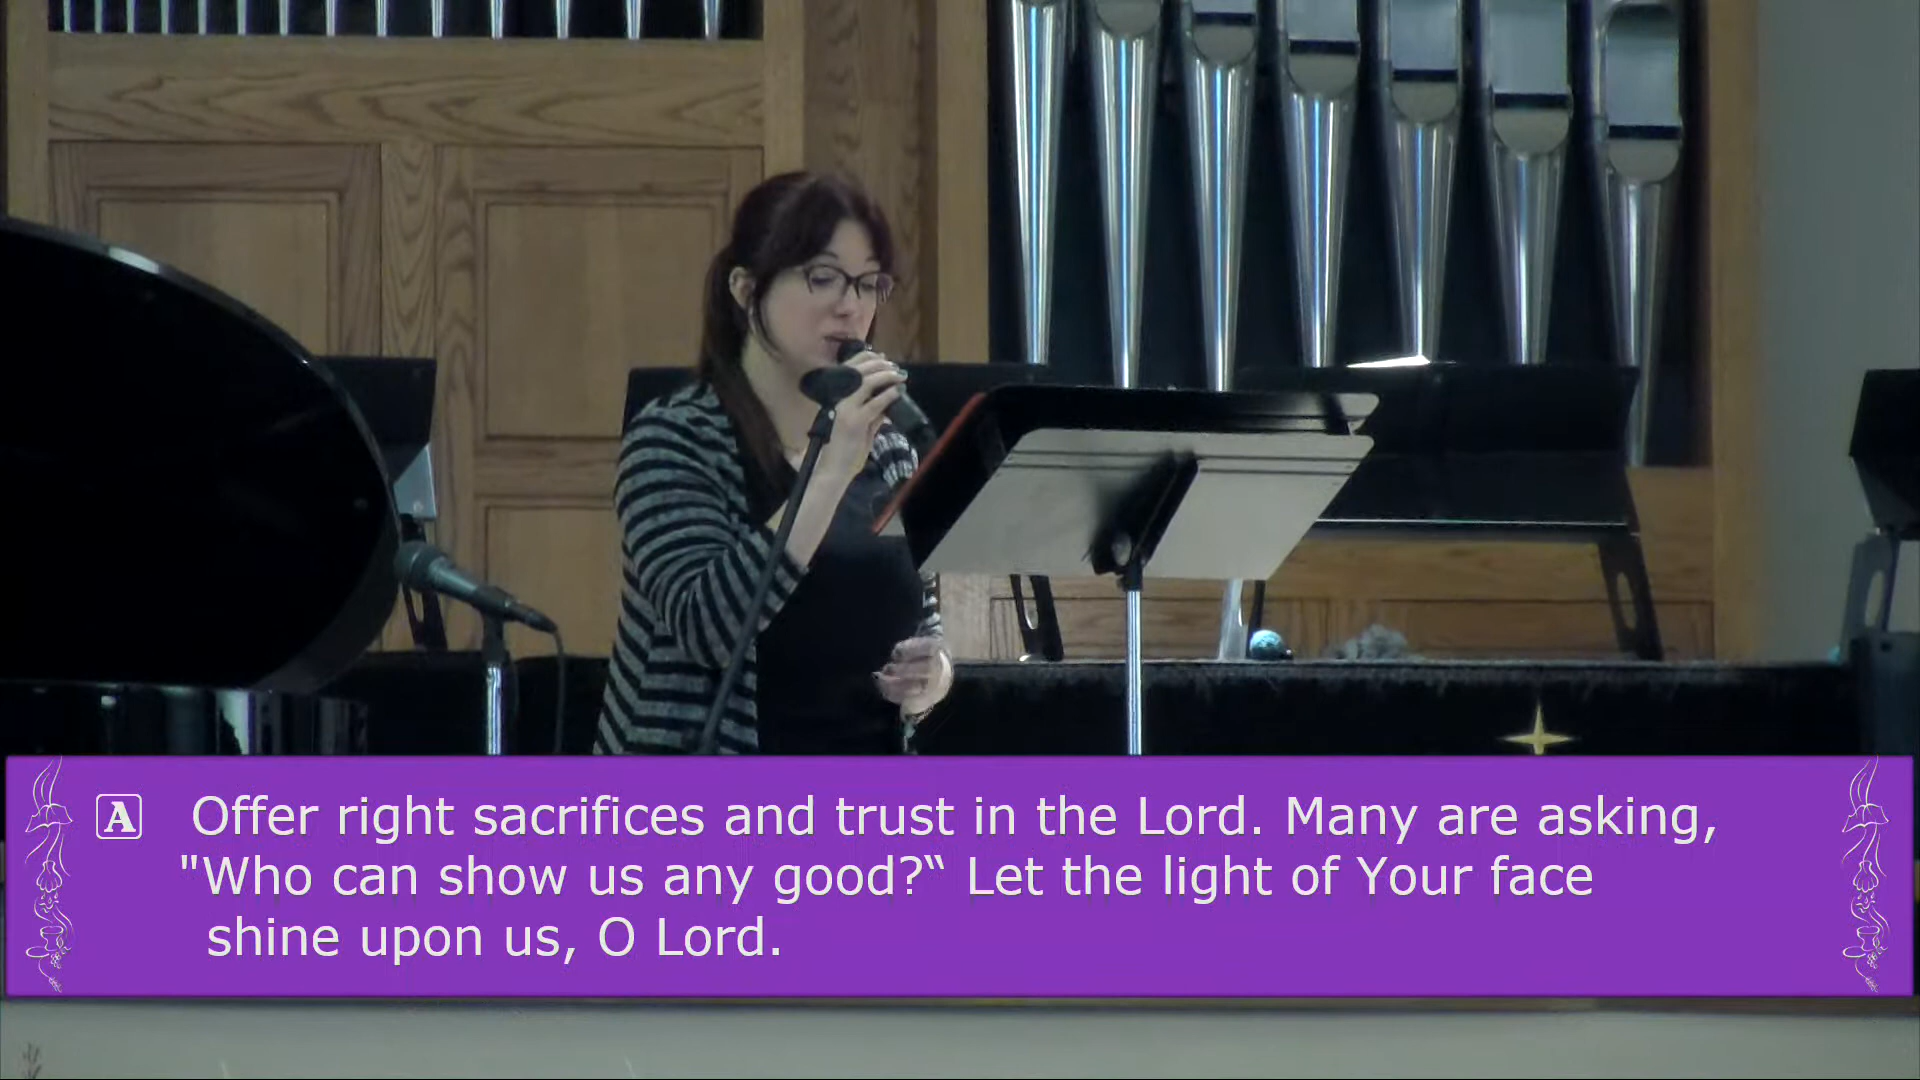 A Offer right sacrifices and trust in the Lord. Many are asking,
"Who can show us any good?“ Let the light of Your face
shine upon us, O Lord.